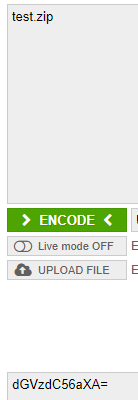 test.zip
> ENCODE <
Live mode OFF
E
UPLOAD FILE
E
dGVzdC56aXA=